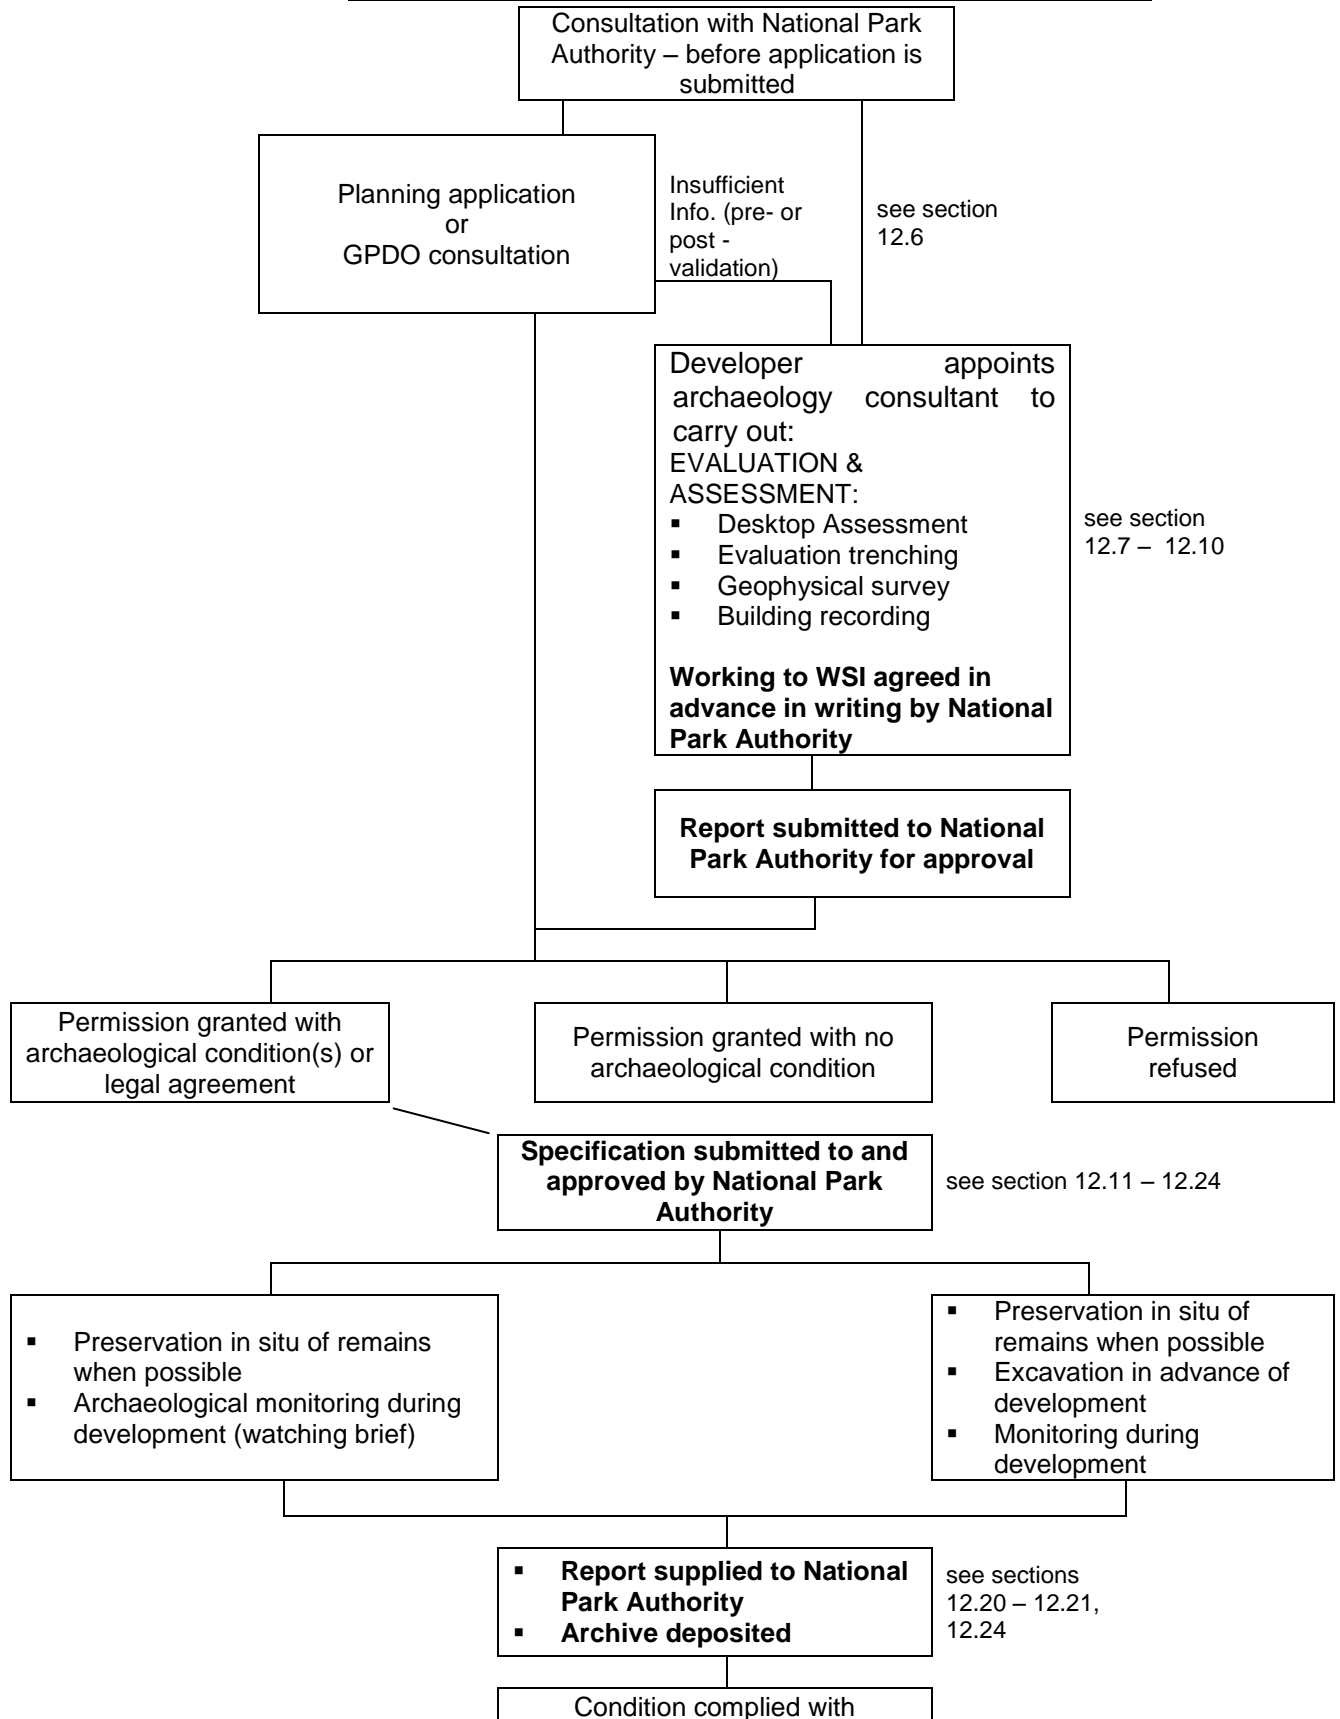 Consultation with National Park
Authority – before application is
submitted
Planning application
or
GPDO consultation
Insufficient
Info. (pre- or
post -
validation)
see section
12.6
Developer appoints
archaeology consultant to
carry out:
EVALUATION &
ASSESSMENT:
▪ Desktop Assessment
▪ Evaluation trenching
▪ Geophysical survey
▪ Building recording
Working to WSI agreed in
advance in writing by National
Park Authority
see section
12.7 – 12.10
Report submitted to National
Park Authority for approval
Permission granted with
archaeological condition(s) or
legal agreement
Permission granted with no
archaeological condition
Permission
refused
Specification submitted to and
approved by National Park
Authority
see section 12.11 – 12.24
▪ Preservation in situ of remains
when possible
▪ Archaeological monitoring during
development (watching brief)
▪ Preservation in situ of
remains when possible
▪ Excavation in advance of
development
▪ Monitoring during
development
▪ Report supplied to National
Park Authority
▪ Archive deposited
see sections
12.20 – 12.21,
12.24
Condition complied with